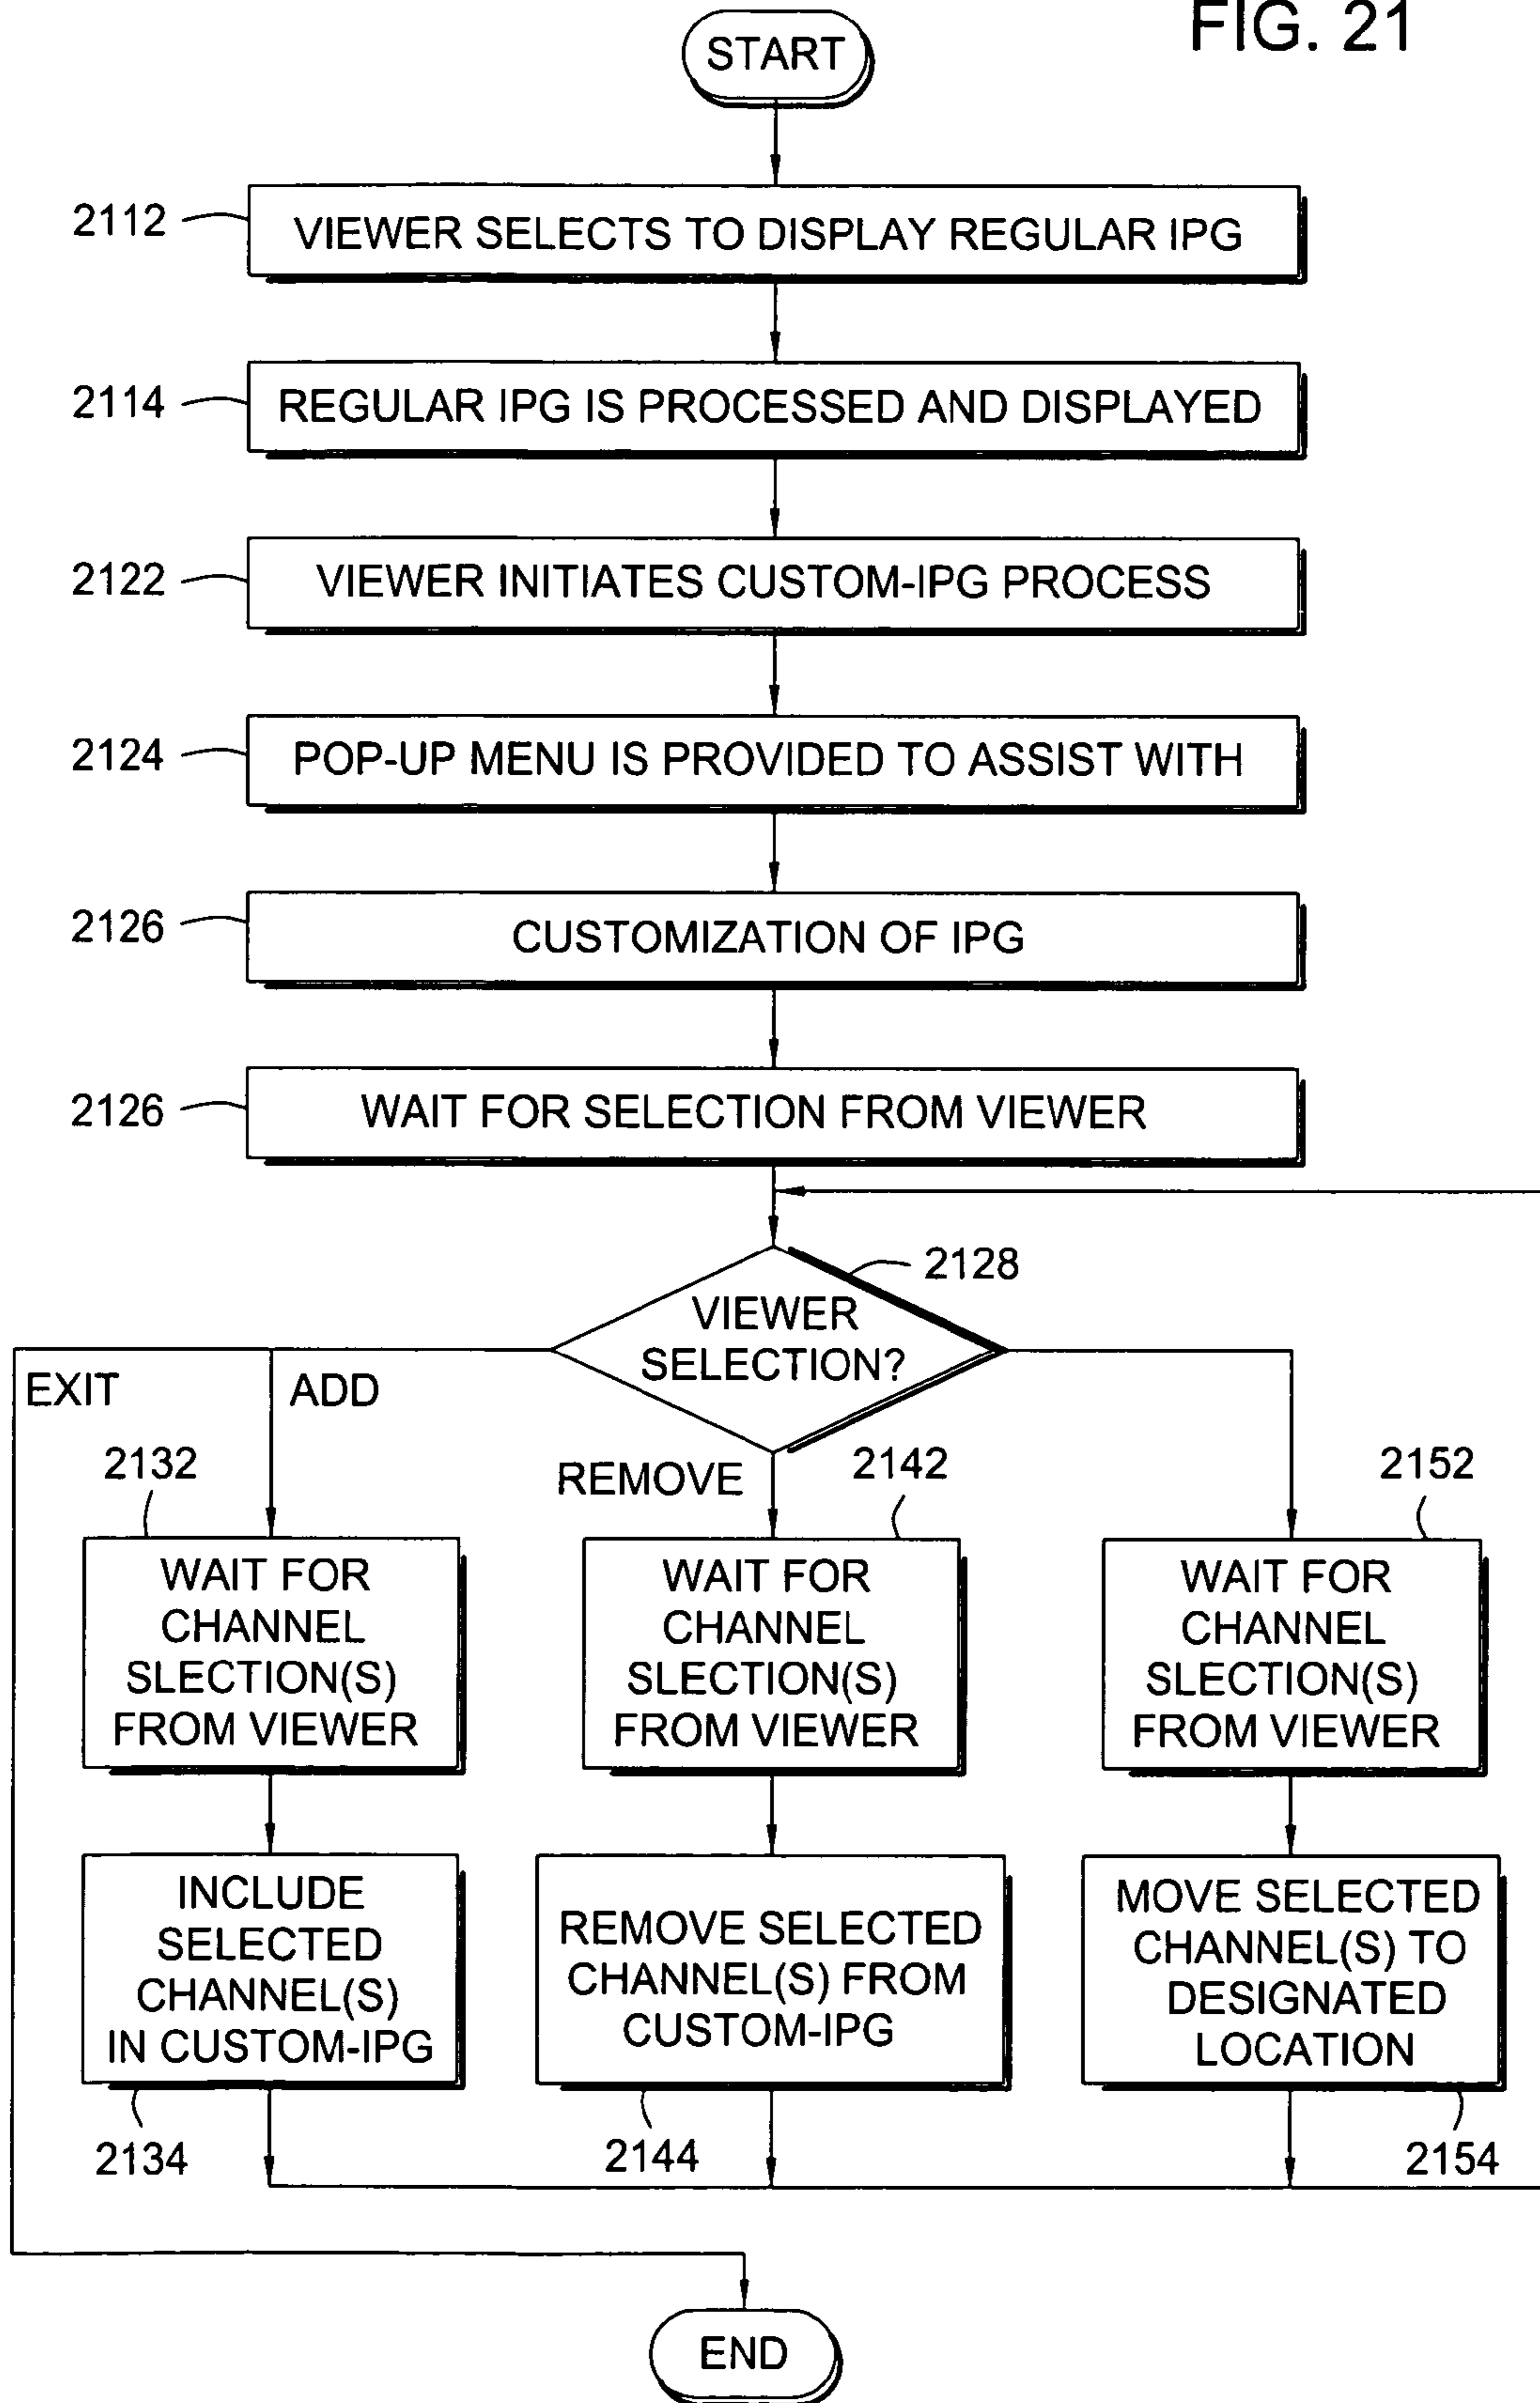 FIG. 21
START
2112
VIEWER SELECTS TO DISPLAY REGULAR IPG
2114
REGULAR IPG IS PROCESSED AND DISPLAYED
2122
VIEWER INITIATES CUSTOM-IPG PROCESS
2124
POP-UP MENU IS PROVIDED TO ASSIST WITH
2126
CUSTOMIZATION OF IPG
2126
WAIT FOR SELECTION FROM VIEWER
2128
VIEWER
SELECTION?
EXIT
ADD
REMOVE
2132
WAIT FOR
CHANNEL
SLECTION(S)
FROM VIEWER
2142
WAIT FOR
CHANNEL
SLECTION(S)
FROM VIEWER
2152
WAIT FOR
CHANNEL
SLECTION(S)
FROM VIEWER
INCLUDE
SELECTED
CHANNEL(S)
IN CUSTOM-IPG
2134
REMOVE SELECTED
CHANNEL(S) FROM
CUSTOM-IPG
2144
MOVE SELECTED
CHANNEL(S) TO
DESIGNATED
LOCATION
2154
END